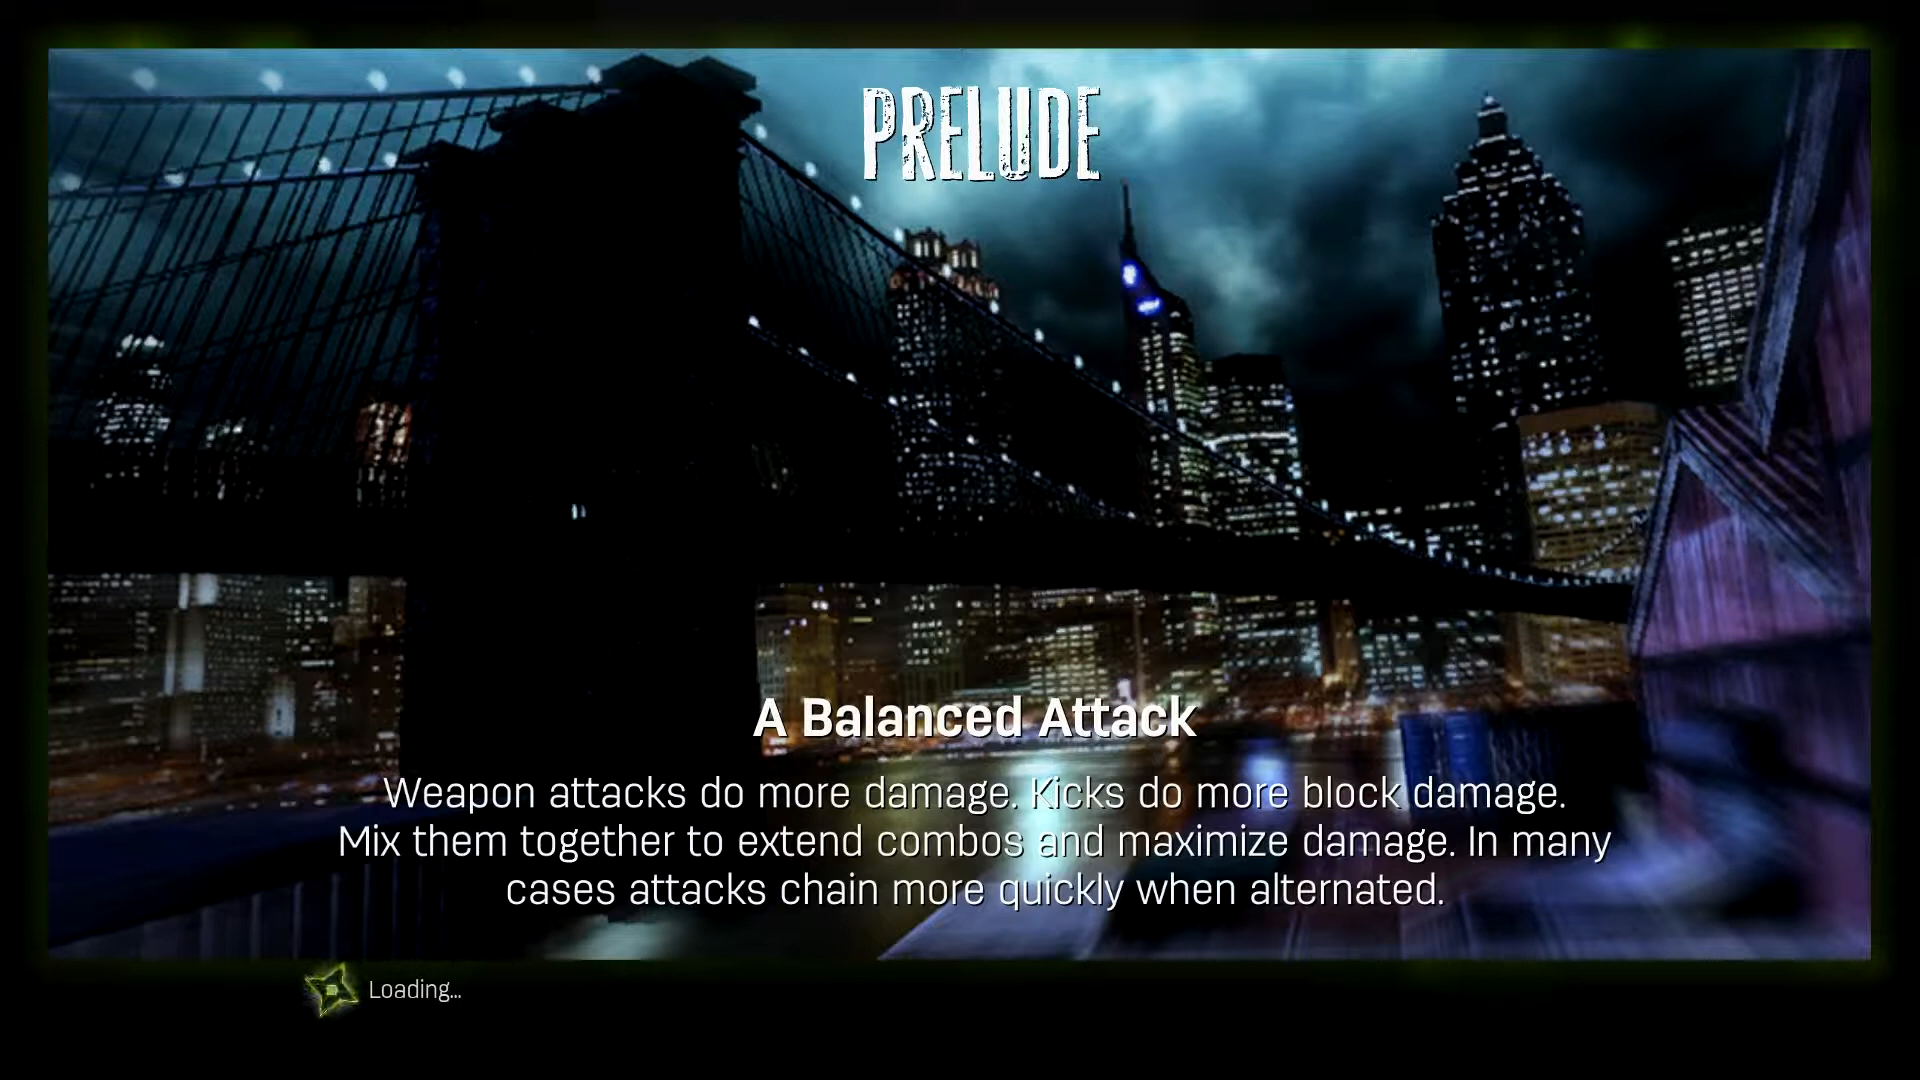 PRELUDE
A Balanced Attack
Weapon attacks do more damage. Kicks do more block damage.
Mix them together to extend combos and maximize damage. In many
cases attacks chain more quickly when alternated.
Loading...